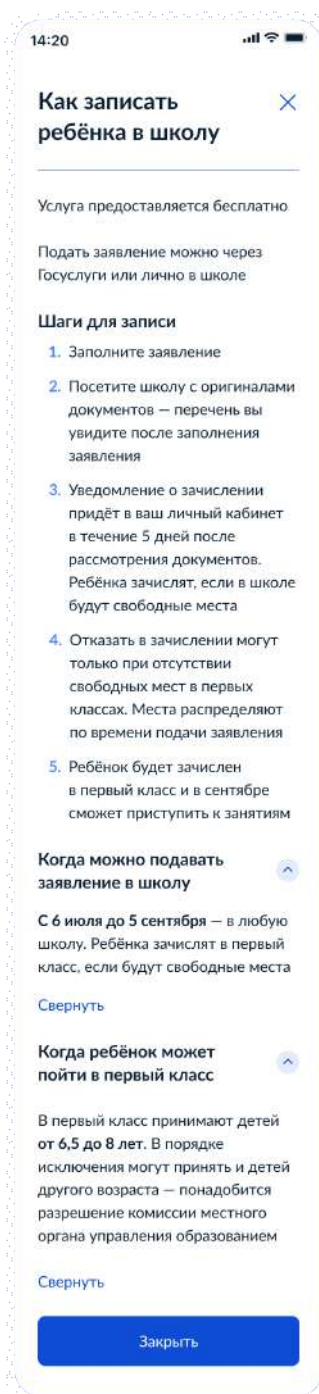 14:20
Как записать
ребёнка в школу
Услуга предоставляется бесплатно
Подать заявление можно через
Госуслуги или лично в школе
Шаги для записи
1. Заполните заявление
2. Посетите школу с оригиналами
документов — перечень вы
увидите после заполнения
заявления
3. Уведомление о зачислении
придёт в ваш личный кабинет
в течение 5 дней после
рассмотрения документов.
Ребёнка зачислят, если в школе
будут свободные места
4. Отказать в зачислении могут
только при отсутствии
свободных мест в первых
классах. Места распределяют
по времени подачи заявления
5. Ребёнок будет зачислен
в первый класс и в сентябре
сможет приступить к занятиям
Когда можно подавать
заявление в школу
С 6 июля до 5 сентября — в любую
школу. Ребёнка зачислят в первый
класс, если будут свободные места
Свернуть
Когда ребёнок может
пойти в первый класс
В первый класс принимают детей
от 6,5 до 8 лет. В порядке
исключения могут принять и детей
другого возраста — понадобится
разрешение комиссии местного
органа управления образованием
Свернуть
Закрыть